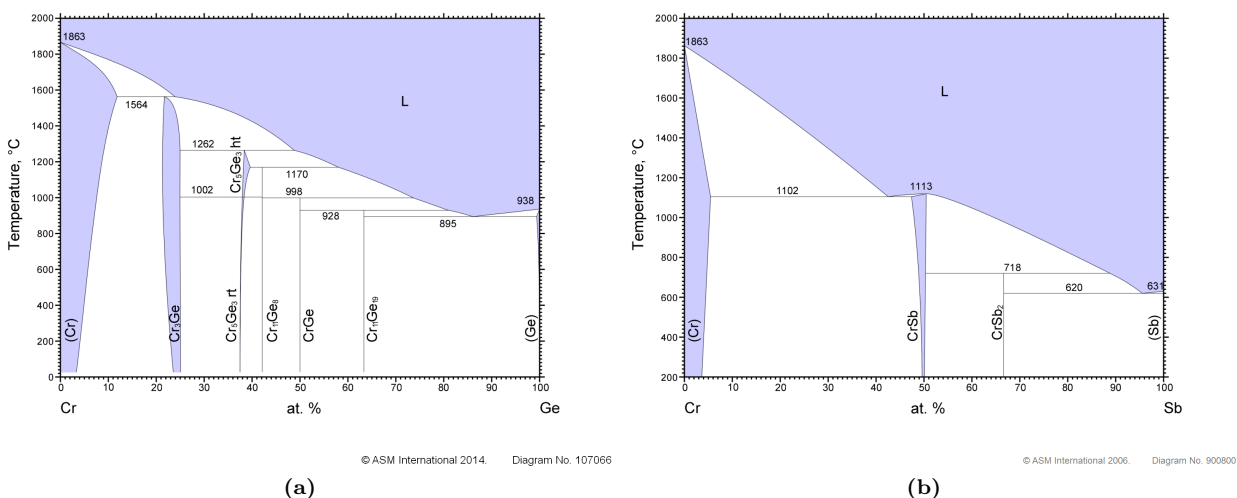 2000
1800
1600
1400
1200
1000
800
600
400
200
0
Temperature, °C
1863
1564
1262
1170
1002
998
928
938
895
L
(Cr)
Cr₃Ge
Cr₅Ge₃ ht
Cr₅Ge₃ rt
Cr₁₁Ge₈
CrGe
Cr₁₁Ge₁₉
(Ge)
0 10 20 30 40 50 60 70 80 90 100
Cr at. % Ge
© ASM International 2014. Diagram No. 107066
(a)
2000
1800
1600
1400
1200
1000
800
600
400
200
Temperature, °C
1863
1102
1113
718
620
631
L
(Cr)
CrSb
CrSb₂
(Sb)
0 10 20 30 40 50 60 70 80 90 100
Cr at. % Sb
© ASM International 2006. Diagram No. 900800
(b)